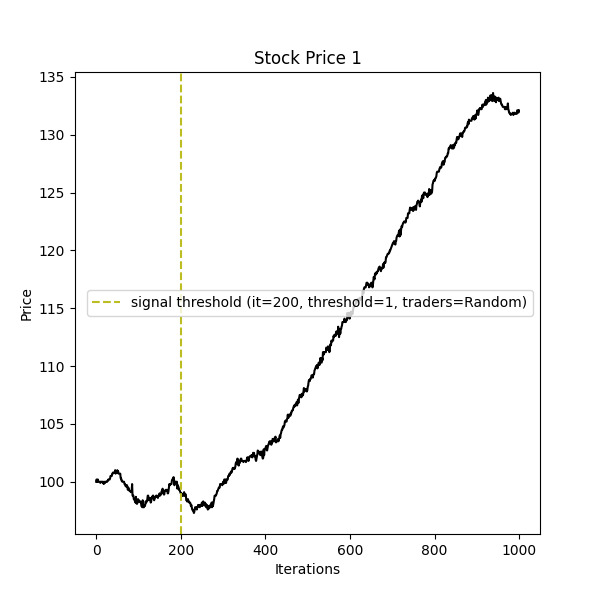 Stock Price 1
135
130
125
120
115
110
105
100
Price
signal threshold (it=200, threshold=1, traders=Random)
0 200 400 600 800 1000
Iterations